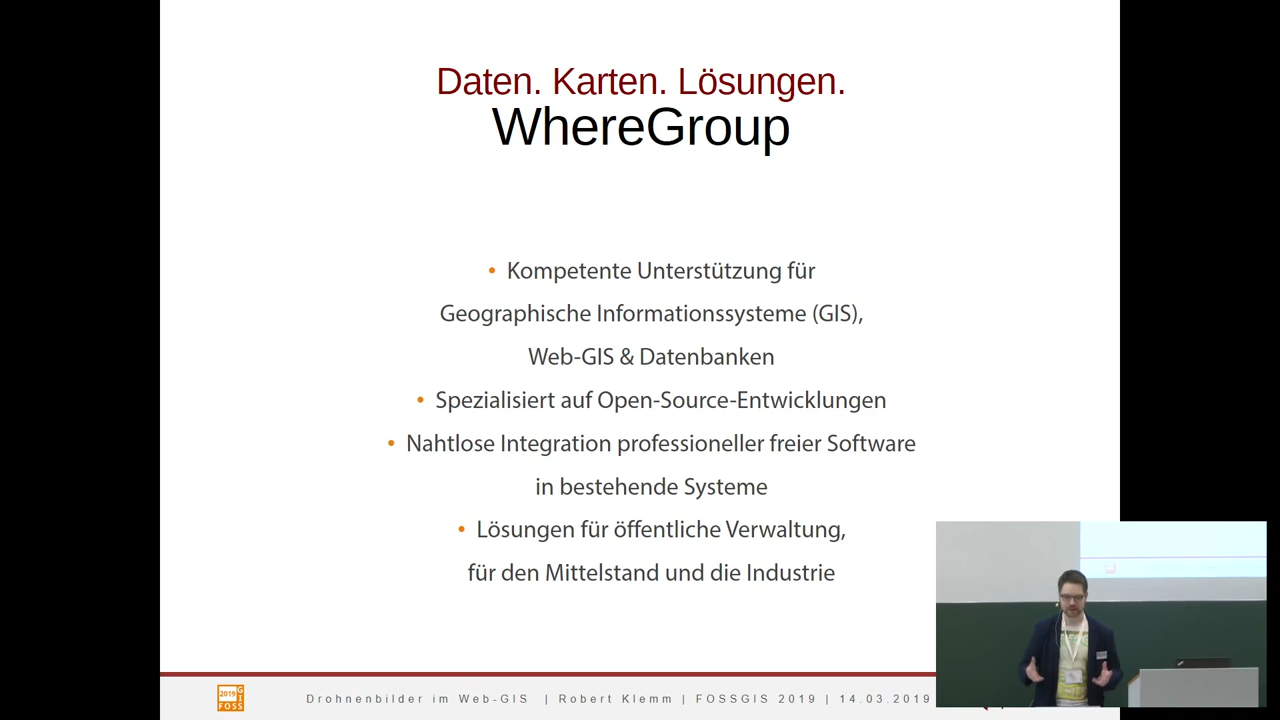 Daten. Karten. Lösungen.
WhereGroup
• Kompetente Unterstützung für
Geographische Informationssysteme (GIS),
Web-GIS & Datenbanken
• Spezialisiert auf Open-Source-Entwicklungen
• Nahtlose Integration professioneller freier Software
in bestehende Systeme
• Lösungen für öffentliche Verwaltung,
für den Mittelstand und die Industrie
2019 GIS
FOSS
Drohnenbilder im Web-GIS | Robert Klemm | FOSSGIS 2019 | 14.03.2019